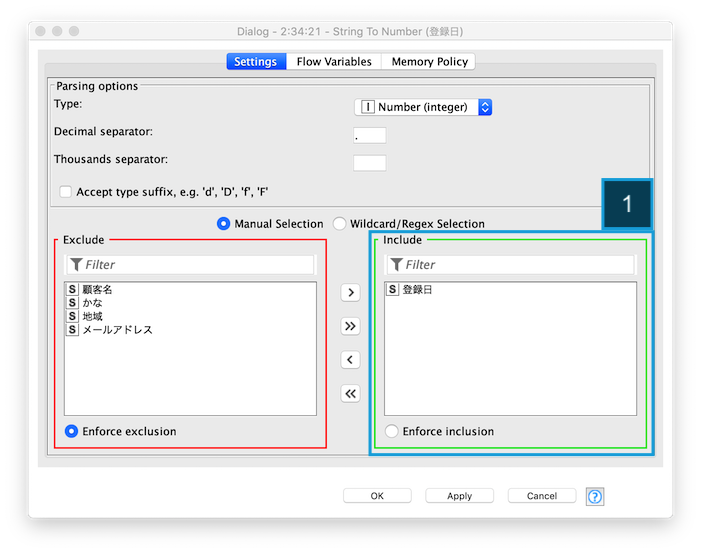 Dialog - 2:34:21 - String To Number (登録日)
Settings Flow Variables Memory Policy
Parsing options
Type: I Number (integer)
Decimal separator: .
Thousands separator:
Accept type suffix, e.g. 'd', 'D', 'f', 'F'
1
Manual Selection Wildcard/Regex Selection
Exclude
Filter
S 顧客名
S かな
S 地域
S メールアドレス
Enforce exclusion
>
>>
<
<<
Include
Filter
S 登録日
Enforce inclusion
OK Apply Cancel ?